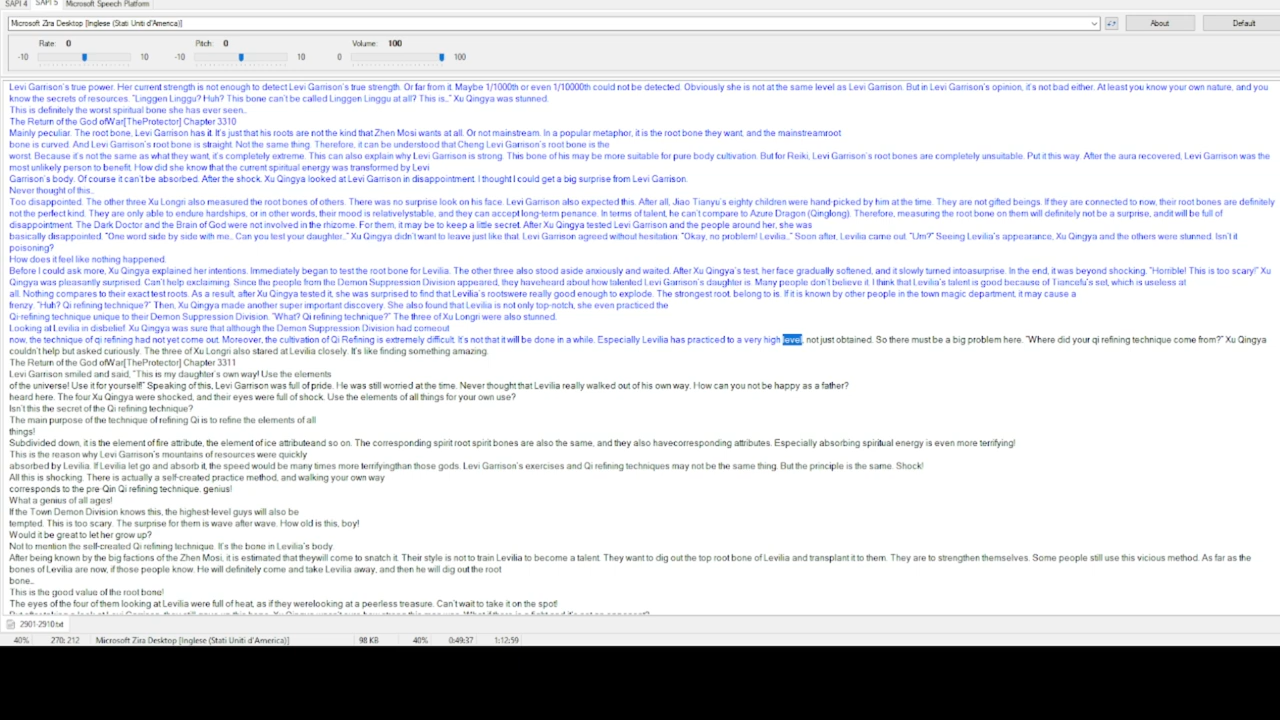 SAPI 4 SAPI 5 Microsoft Speech Platform
Microsoft Zira Desktop [Inglese (Stati Uniti d'America)] About Default
Rate: 0 Pitch: 0 Volume: 100
-10 10 -10 10 0 100
Levi Garrison's true power. Her current strength is not enough to detect Levi Garrison's true strength. Or far from it. Maybe 1/1000th or even 1/10000th could not be detected. Obviously she is not at the same level as Levi Garrison. But in Levi Garrison's opinion, it's not bad either. At least you know your own nature, and you
know the secrets of resources. "Linggen Linggu? Huh? This bone can't be called Linggen Linggu at all? This is,." Xu Qingya was stunned.
This is definitely the worst spiritual bone she has ever seen..
The Return of the God ofWar[TheProtector] Chapter 3310
Mainly peculiar. The root bone, Levi Garrison has it. It's just that his roots are not the kind that Zhen Mosi wants at all. Or not mainstream. In a popular metaphor, it is the root bone they want, and the mainstreamroot
bone is curved. And Levi Garrison's root bone is straight. Not the same thing. Therefore, it can be understood that Cheng Levi Garrison's root bone is the
worst. Because it's not the same as what they want, it's completely extreme. This can also explain why Levi Garrison is strong. This bone of his may be more suitable for pure body cultivation. But for Reiki, Levi Garrison's root bones are completely unsuitable. Put it this way. After the aura recovered, Levi Garrison was the
most unlikely person to benefit. How did she know that the current spiritual energy was transformed by Levi
Garrison's body. Of course it can't be absorbed. After the shock. Xu Qingya looked at Levi Garrison in disappointment. I thought I could get a big surprise from Levi Garrison.
Never thought of this..
Too disappointed. The other three Xu Longri also measured the root bones of others. There was no surprise look on his face. Levi Garrison also expected this. After all, Jiao Tianyu's eighty children were hand-picked by him at the time. They are not gifted beings. If they are connected to now, their root bones are definitely
not the perfect kind. They are only able to endure hardships, or in other words, their mood is relativelystable, and they can accept long-term penance. In terms of talent, he can't compare to Azure Dragon (Qinglong). Therefore, measuring the root bone on them will definitely not be a surprise, andit will be full of
disappointment. The Dark Doctor and the Brain of God were not involved in the rhizome. For them, it may be to keep a little secret. After Xu Qingya tested Levi Garrison and the people around her, she was
basically disappointed. "One word side by side with me.. Can you test your daughter,." Xu Qingya didn't want to leave just like that. Levi Garrison agreed without hesitation. "Okay, no problem! Levilia,." Soon after, Levilia came out. "Um?" Seeing Levilia's appearance, Xu Qingya and the others were stunned. Isn't it
poisoning?
How does it feel like nothing happened.
Before I could ask more, Xu Qingya explained her intentions. Immediately began to test the root bone for Levilia. The other three also stood aside anxiously and waited. After Xu Qingya's test, her face gradually softened, and it slowly turned intoasurprise. In the end, it was beyond shocking. "Horrible! This is too scary!" Xu
Qingya was pleasantly surprised. Can't help exclaiming. Since the people from the Demon Suppression Division appeared, they haveheard about how talented Levi Garrison's daughter is. Many people don't believe it. I think that Levilia's talent is good because of Tiancefu's set, which is useless at
all. Nothing compares to their exact test roots. As a result, after Xu Qingya tested it, she was surprised to find that Levilia's rootswere really good enough to explode. The strongest root, belong to is. If it is known by other people in the town magic department, it may cause a
frenzy. "Huh? Qi refining technique?" Then, Xu Qingya made another super important discovery. She also found that Levilia is not only top-notch, she even practiced the
Qi-refining technique unique to their Demon Suppression Division. "What? Qi refining technique?" The three of Xu Longri were also stunned.
Looking at Levilia in disbelief. Xu Qingya was sure that although the Demon Suppression Division had comeout
now, the technique of qi refining had not yet come out. Moreover, the cultivation of Qi Refining is extremely difficult. It's not that it will be done in a while. Especially Levilia has practiced to a very high level, not just obtained. So there must be a big problem here. "Where did your qi refining technique come from?" Xu Qingya
couldn't help but asked curiously. The three of Xu Longri also stared at Levilia closely. It's like finding something amazing.
The Return of the God ofWar[TheProtector] Chapter 3311
Levi Garrison smiled and said, "This is my daughter's own way! Use the elements
of the universe! Use it for yourself!" Speaking of this, Levi Garrison was full of pride. He was still worried at the time. Never thought that Levilia really walked out of his own way. How can you not be happy as a father?
heard here. The four Xu Qingya were shocked, and their eyes were full of shock. Use the elements of all things for your own use?
Isn't this the secret of the Qi refining technique?
The main purpose of the technique of refining Qi is to refine the elements of all
things!
Subdivided down, it is the element of fire attribute, the element of ice attributeand so on. The corresponding spirit root spirit bones are also the same, and they also havecorresponding attributes. Especially absorbing spiritual energy is even more terrifying!
This is the reason why Levi Garrison's mountains of resources were quickly
absorbed by Levilia. If Levilia let go and absorb it, the speed would be many times more terrifyingthan those gods. Levi Garrison's exercises and Qi refining techniques may not be the same thing. But the principle is the same. Shock!
All this is shocking. There is actually a self-created practice method, and walking your own way
corresponds to the pre-Qin Qi refining technique. genius!
What a genius of all ages!
If the Town Demon Division knows this, the highest-level guys will also be
tempted. This is too scary. The surprise for them is wave after wave. How old is this, boy!
Would it be great to let her grow up?
Not to mention the self-created Qi refining technique. It's the bone in Levilia's body
After being known by the big factions of the Zhen Mosi, it is estimated that theywill come to snatch it. Their style is not to train Levilia to become a talent. They want to dig out the top root bone of Levilia and transplant it to them. They are to strengthen themselves. Some people still use this vicious method. As far as the
bones of Levilia are now, if those people know. He will definitely come and take Levilia away, and then he will dig out the root
bone..
This is the good value of the root bone!
The eyes of the four of them looking at Levilia were full of heat, as if they werelooking at a peerless treasure. Can't wait to take it on the spot!
2901-2910.txt
40% 270: 212 Microsoft Zira Desktop [Inglese (Stati Uniti d'America)] 98 KB 40% 0:49:37 1:12:59